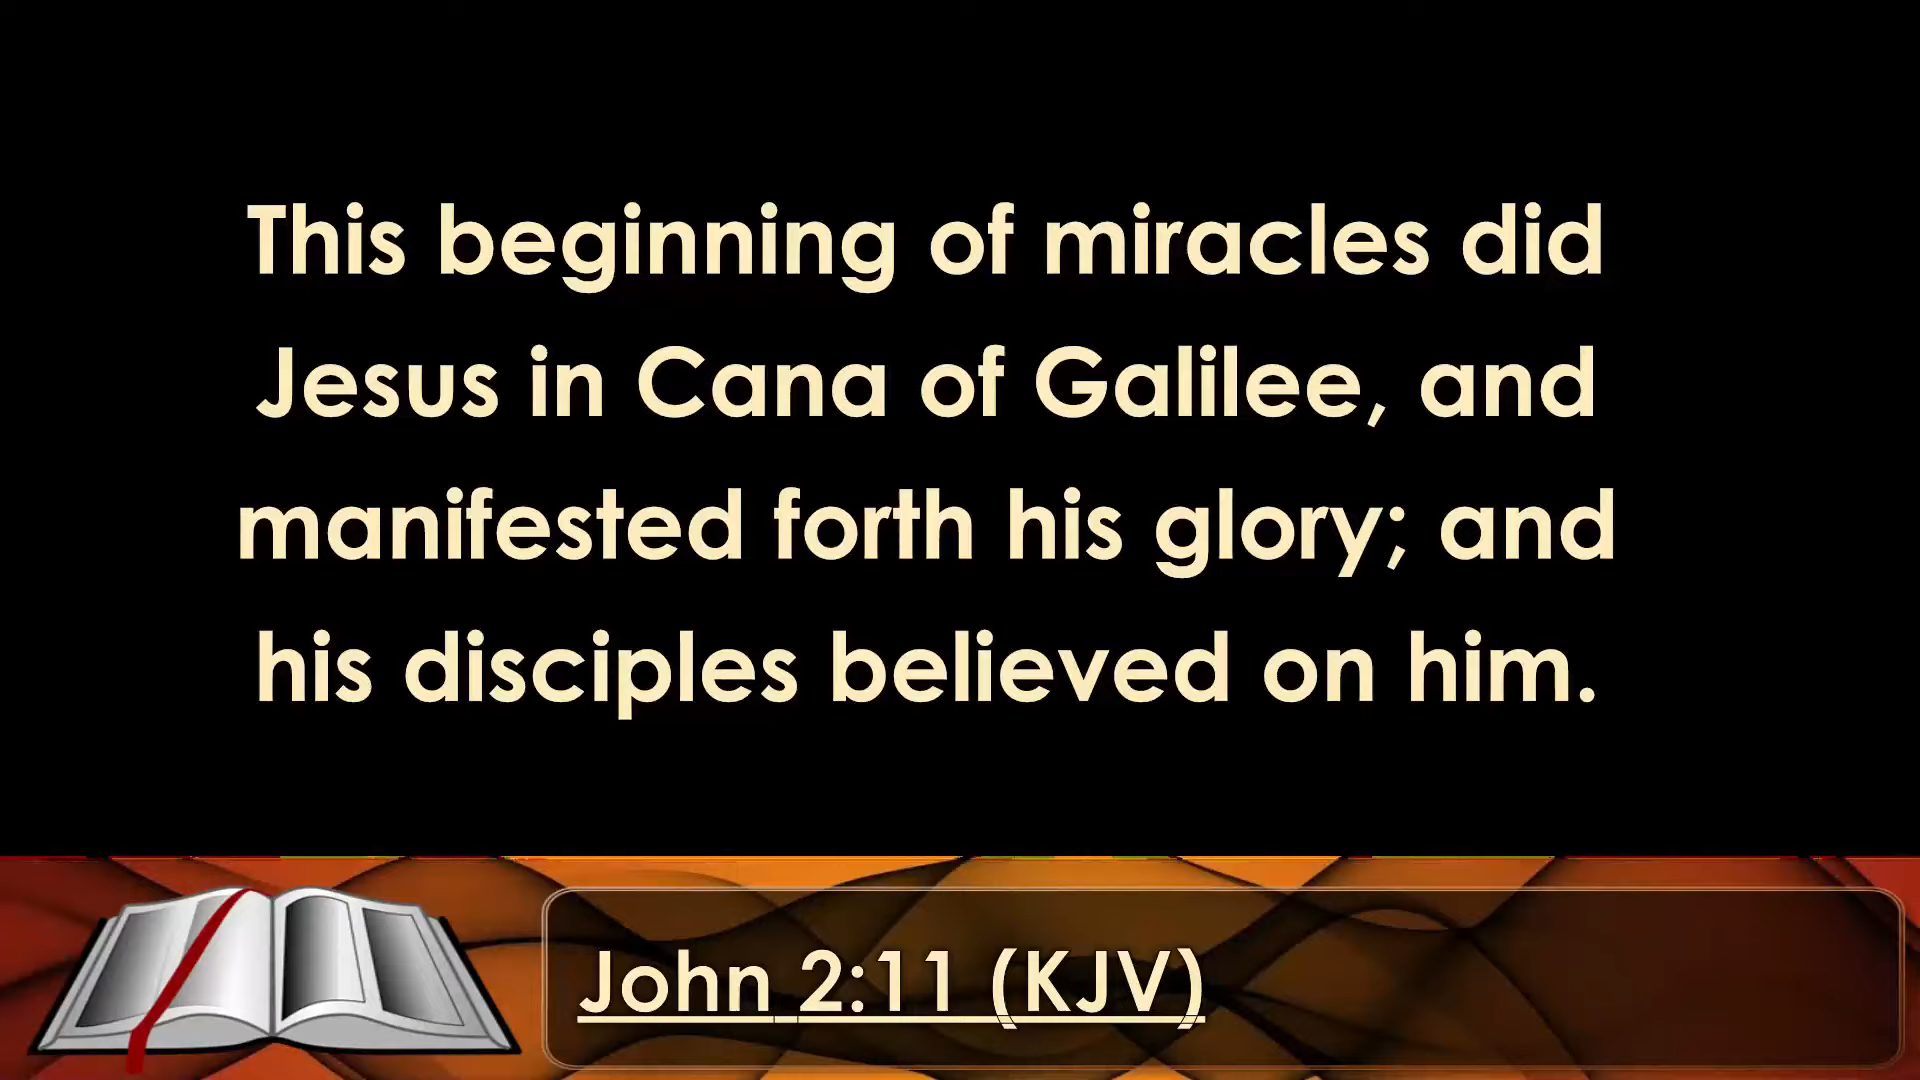 This beginning of miracles did
Jesus in Cana of Galilee, and
manifested forth his glory; and
his disciples believed on him.
John 2:11 (KJV)